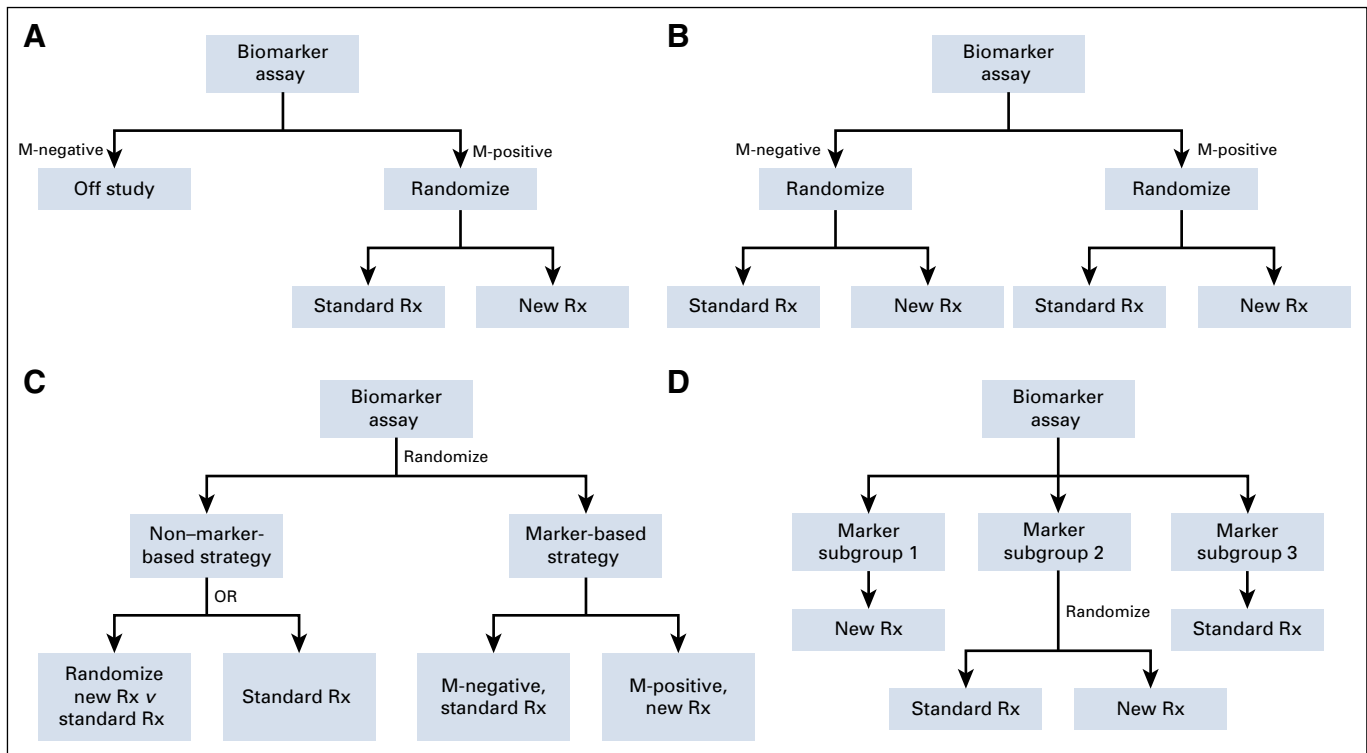 A
Biomarker
assay
M-negative
M-positive
Off study
Randomize
Standard Rx
New Rx
B
Biomarker
assay
M-negative
M-positive
Randomize
Randomize
Standard Rx
New Rx
Standard Rx
New Rx
C
Biomarker
assay
Randomize
Non–marker-
based strategy
Marker-based
strategy
OR
Randomize
new Rx v
standard Rx
Standard Rx
M-negative,
standard Rx
M-positive,
new Rx
D
Biomarker
assay
Marker
subgroup 1
Marker
subgroup 2
Marker
subgroup 3
New Rx
Randomize
Standard Rx
Standard Rx
New Rx